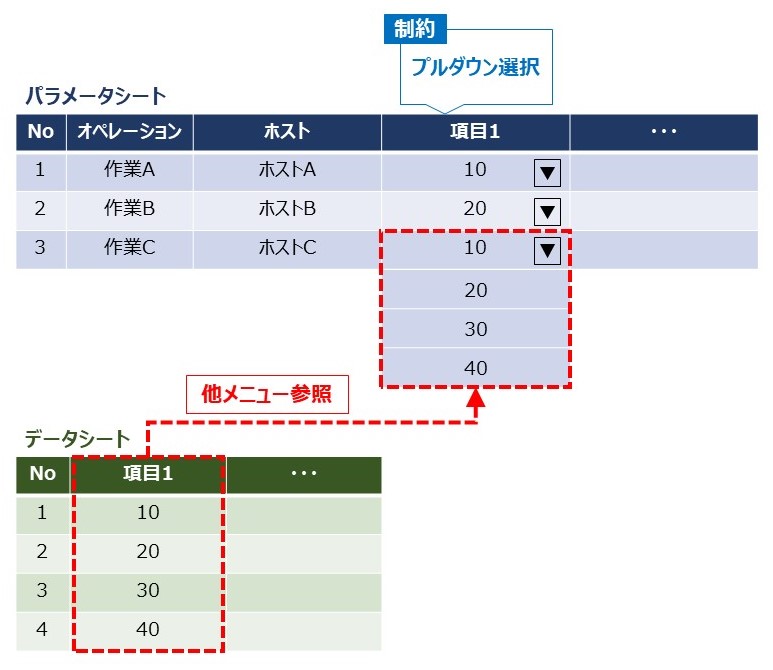 制約
プルダウン選択
パラメータシート
No オペレーション ホスト 項目1 ･･･
1 作業A ホストA 10 ▼
2 作業B ホストB 20 ▼
3 作業C ホストC 10 ▼
20
30
40
他メニュー参照
データシート
No 項目1 ･･･
1 10
2 20
3 30
4 40